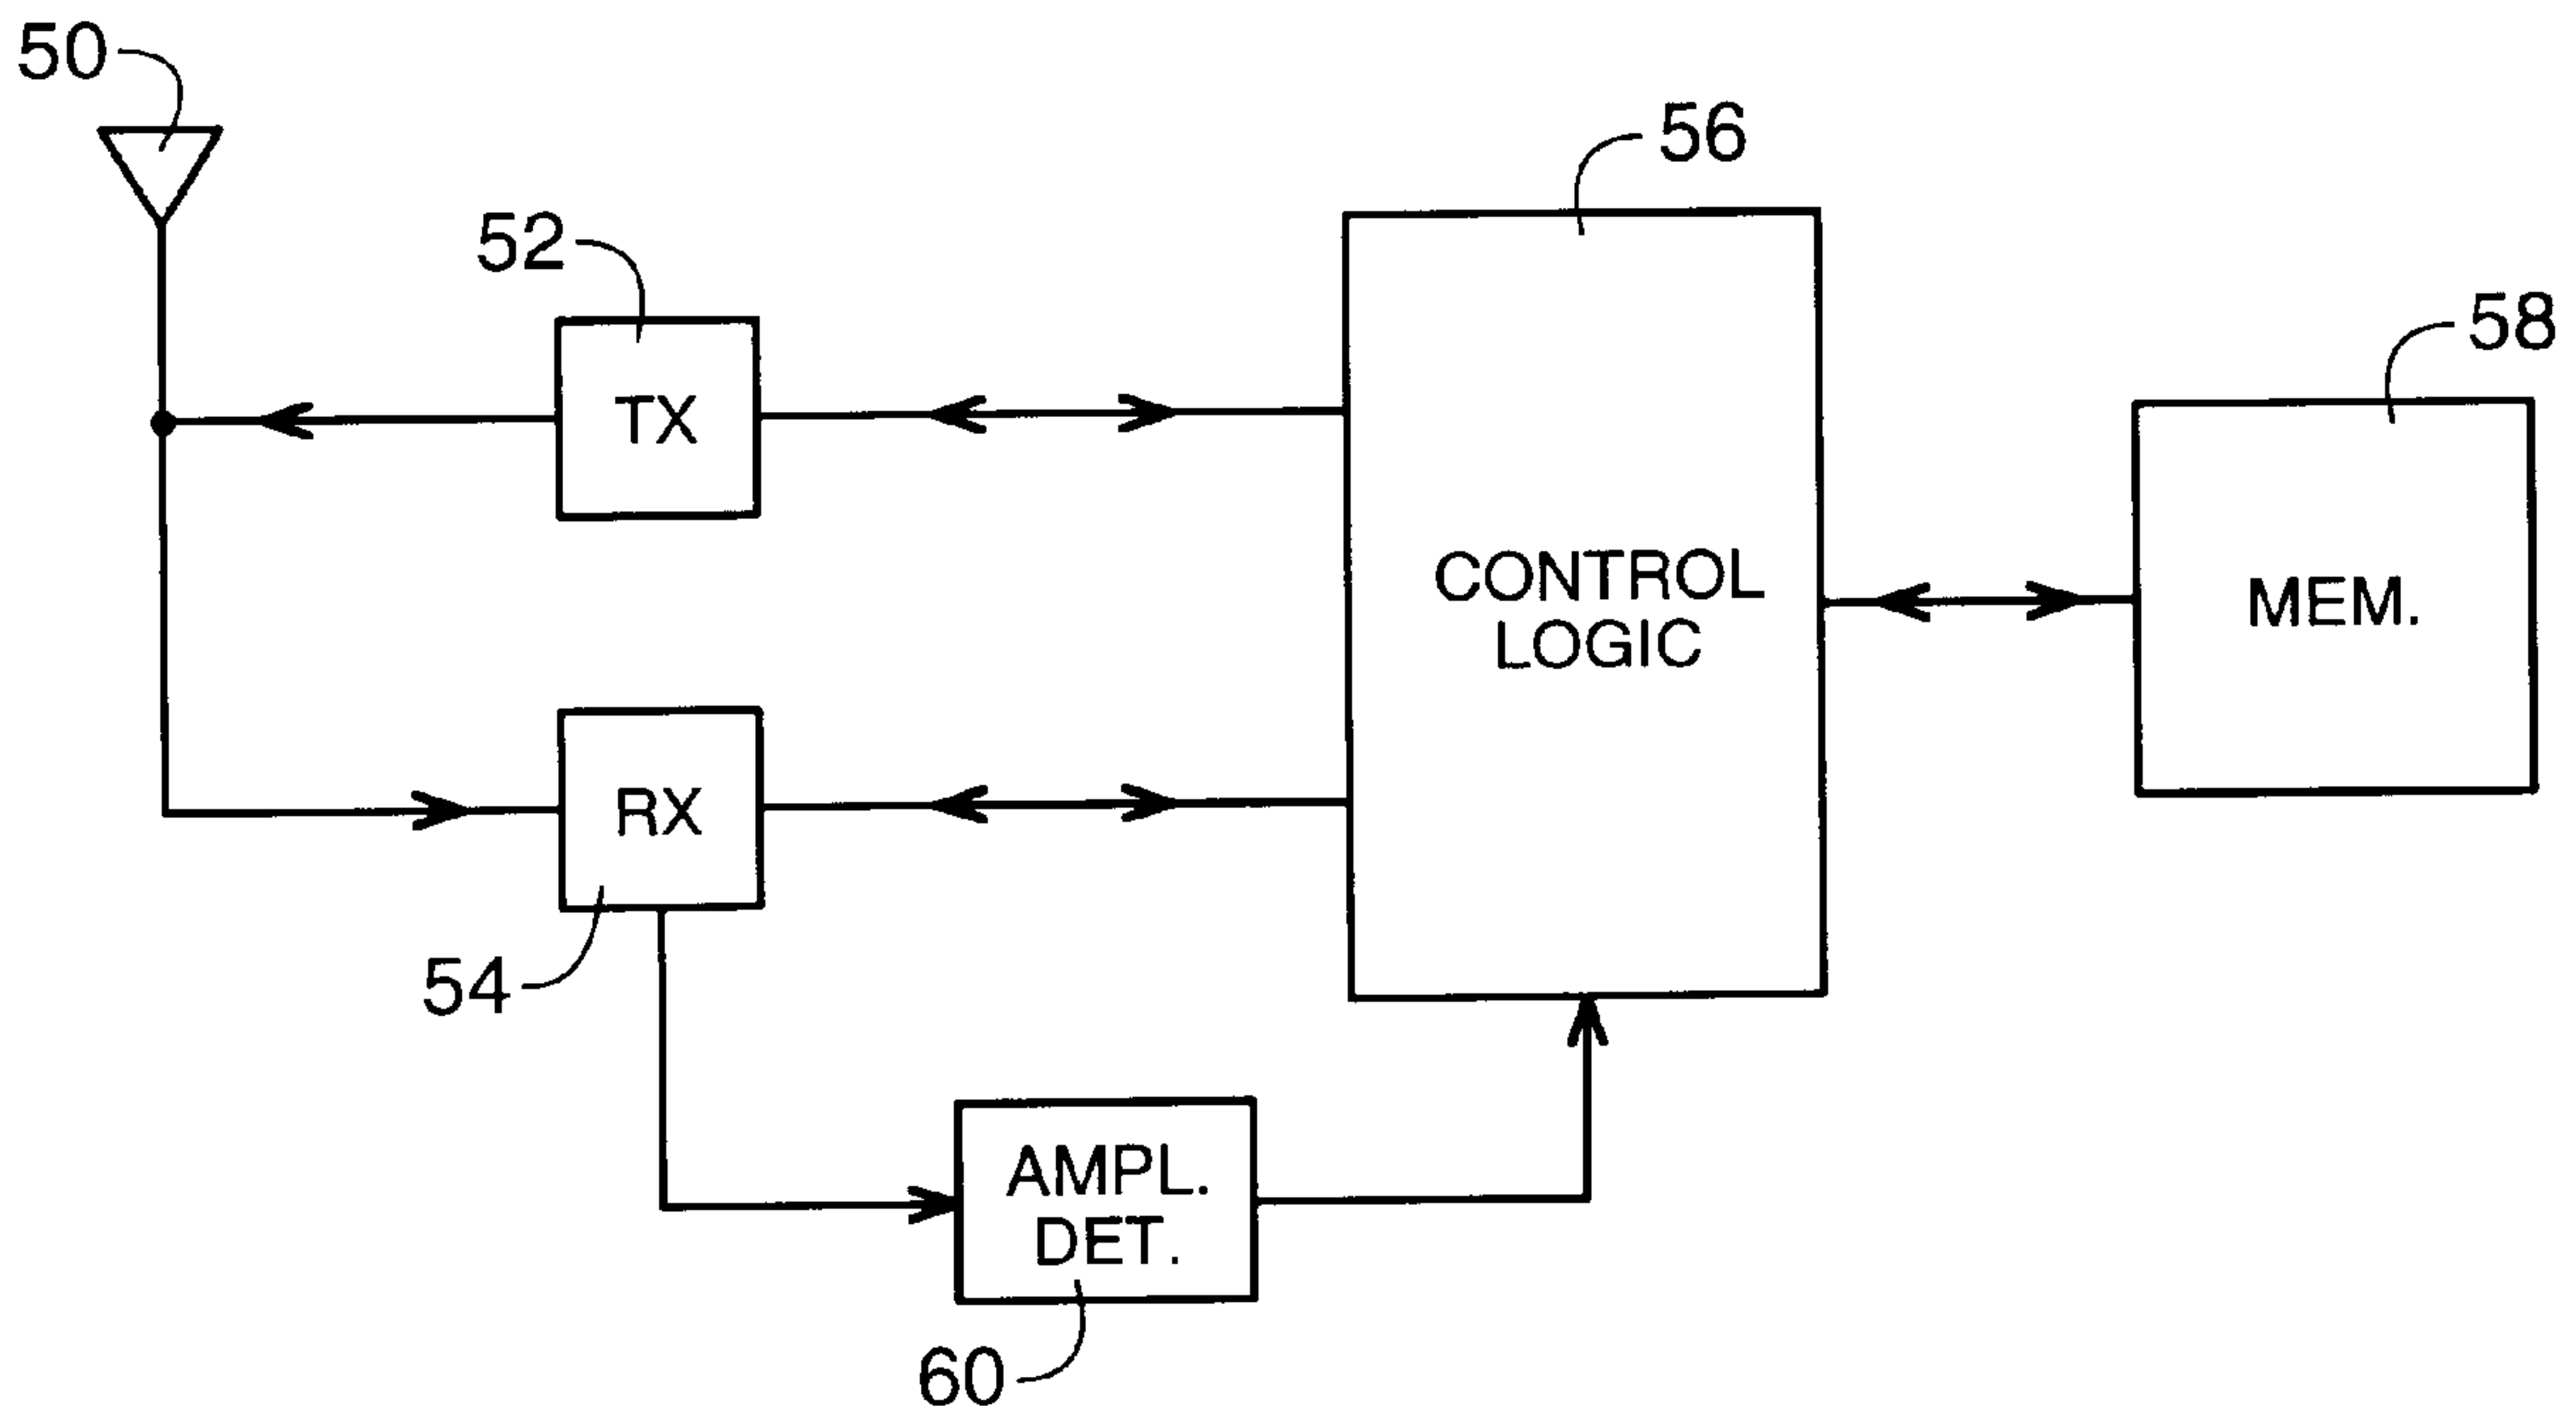 50
56
52
58
TX
CONTROL
LOGIC
MEM.
RX
54
AMPL.
DET.
60